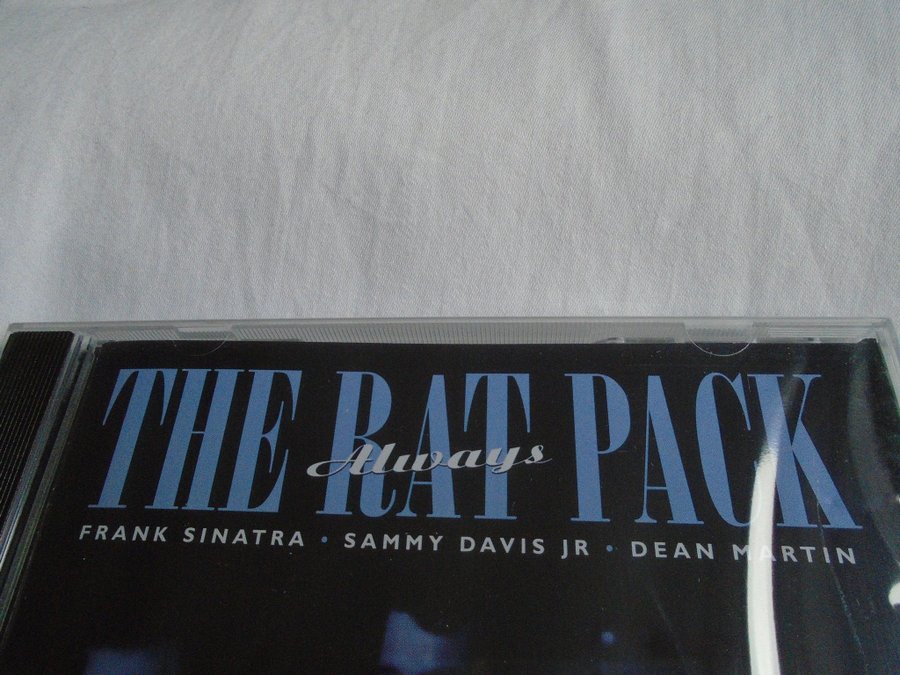 THE RAT PACK
Always
FRANK SINATRA • SAMMY DAVIS JR • DEAN MARTIN